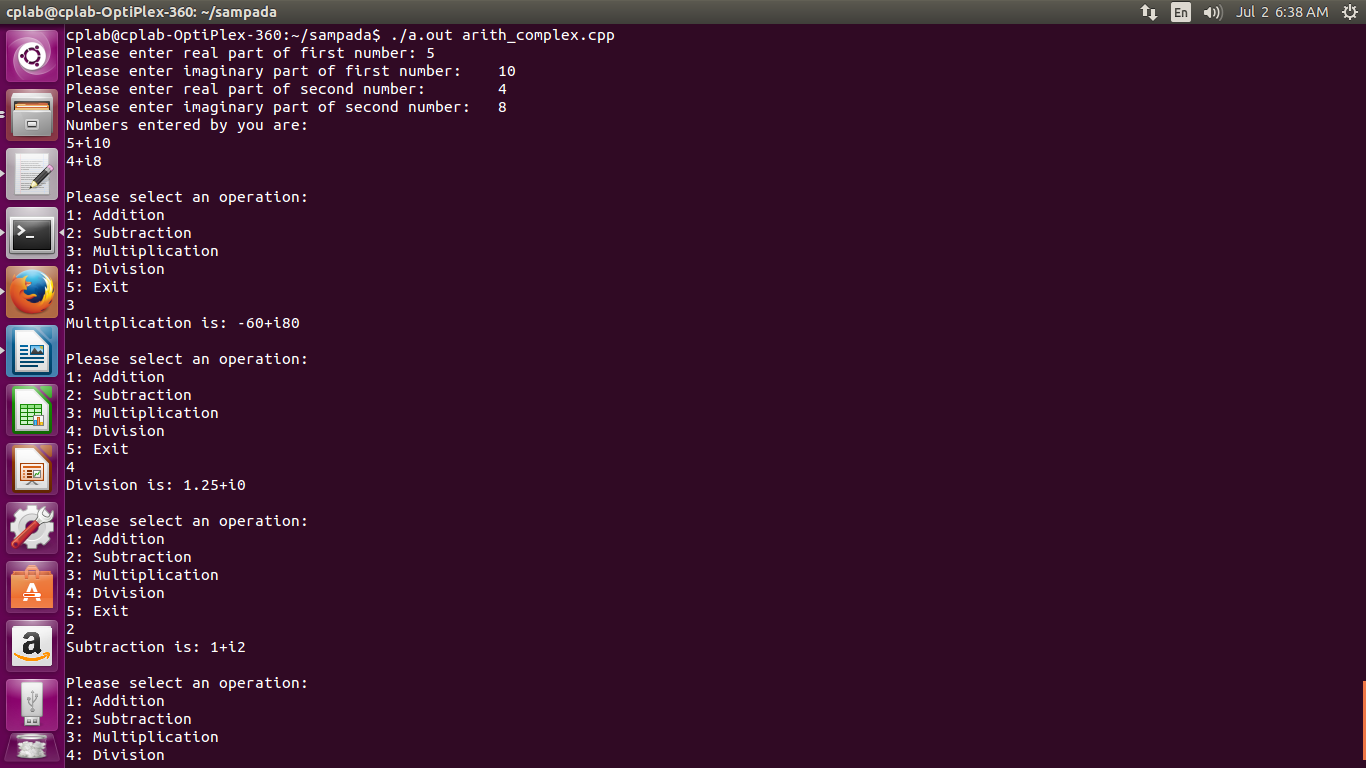 cplab@cplab-OptiPlex-360: ~/sampada
En
Jul 2 6:38 AM
cplab@cplab-OptiPlex-360:~/sampada$ ./a.out arith_complex.cpp
Please enter real part of first number: 5
Please enter imaginary part of first number:    10
Please enter real part of second number:        4
Please enter imaginary part of second number:   8
Numbers entered by you are:
5+i10
4+i8
Please select an operation:
1: Addition
2: Subtraction
3: Multiplication
4: Division
5: Exit
3
Multiplication is: -60+i80
Please select an operation:
1: Addition
2: Subtraction
3: Multiplication
4: Division
5: Exit
4
Division is: 1.25+i0
Please select an operation:
1: Addition
2: Subtraction
3: Multiplication
4: Division
5: Exit
2
Subtraction is: 1+i2
Please select an operation:
1: Addition
2: Subtraction
3: Multiplication
4: Division